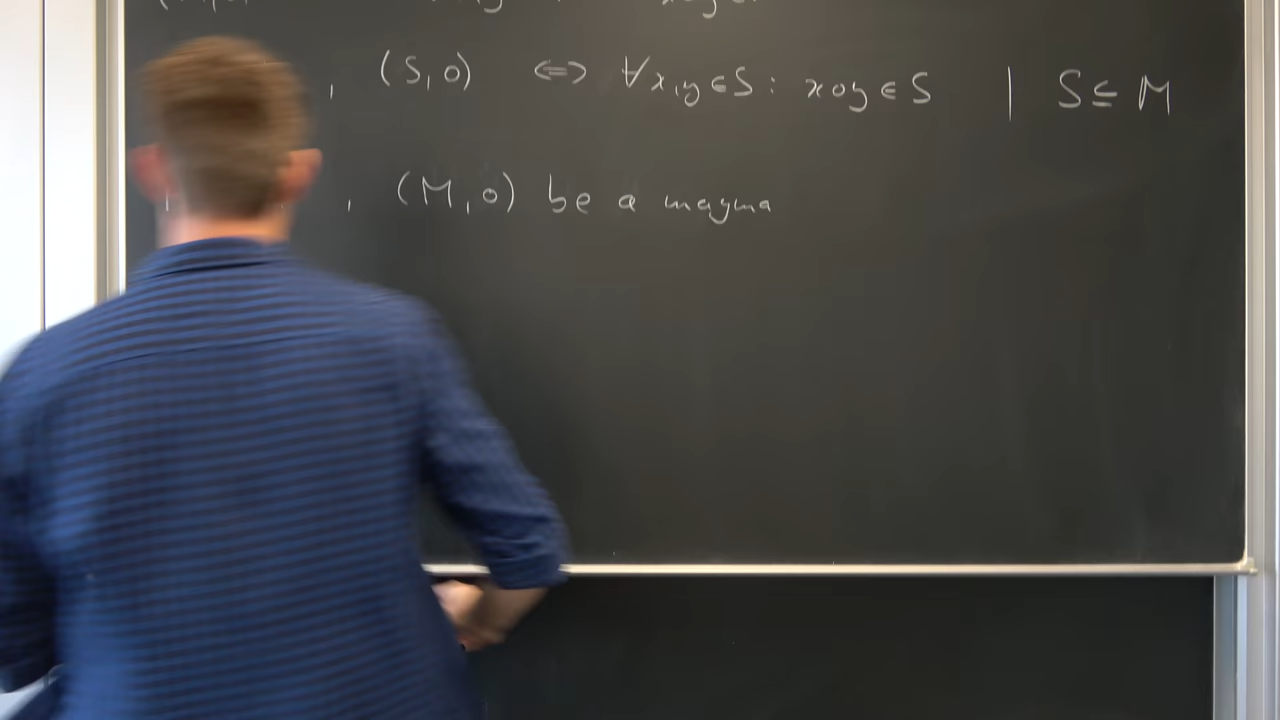 , (S,∘) ⇔ ∀x,y∈S: x∘y∈S | S⊆M
, (M,∘) be a magma